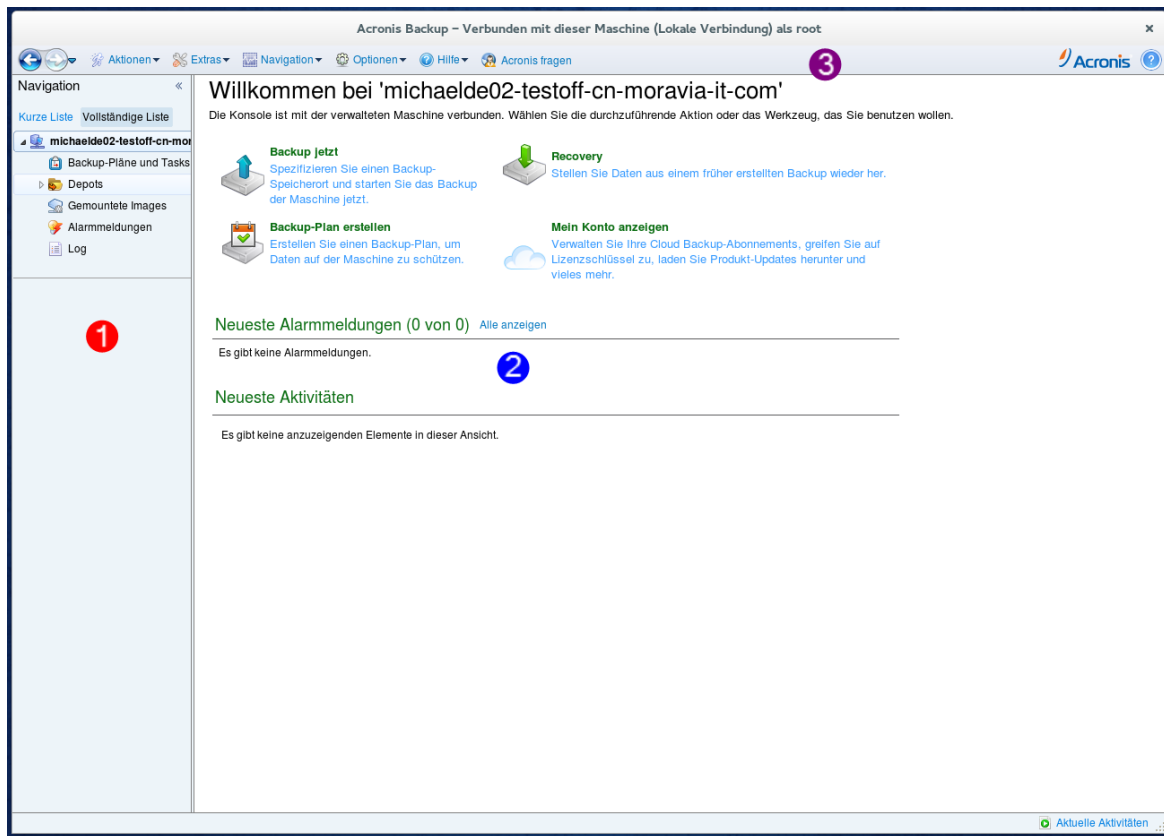 Acronis Backup – Verbunden mit dieser Maschine (Lokale Verbindung) als root
Aktionen Extras Navigation Optionen Hilfe Acronis fragen
3
Acronis
Navigation
Kurze Liste Vollständige Liste
michaelde02-testoff-cn-mor
Backup-Pläne und Tasks
Depots
Gemountete Images
Alarmmeldungen
Log
1
Willkommen bei 'michaelde02-testoff-cn-moravia-it-com'
Die Konsole ist mit der verwalteten Maschine verbunden. Wählen Sie die durchzuführende Aktion oder das Werkzeug, das Sie benutzen wollen.
Backup jetzt
Spezifizieren Sie einen Backup-
Speicherort und starten Sie das Backup
der Maschine jetzt.
Recovery
Stellen Sie Daten aus einem früher erstellten Backup wieder her.
Backup-Plan erstellen
Erstellen Sie einen Backup-Plan, um
Daten auf der Maschine zu schützen.
Mein Konto anzeigen
Verwalten Sie Ihre Cloud Backup-Abonnements, greifen Sie auf
Lizenzschlüssel zu, laden Sie Produkt-Updates herunter und
vieles mehr.
Neueste Alarmmeldungen (0 von 0) Alle anzeigen
Es gibt keine Alarmmeldungen.
2
Neueste Aktivitäten
Es gibt keine anzuzeigenden Elemente in dieser Ansicht.
Aktuelle Aktivitäten